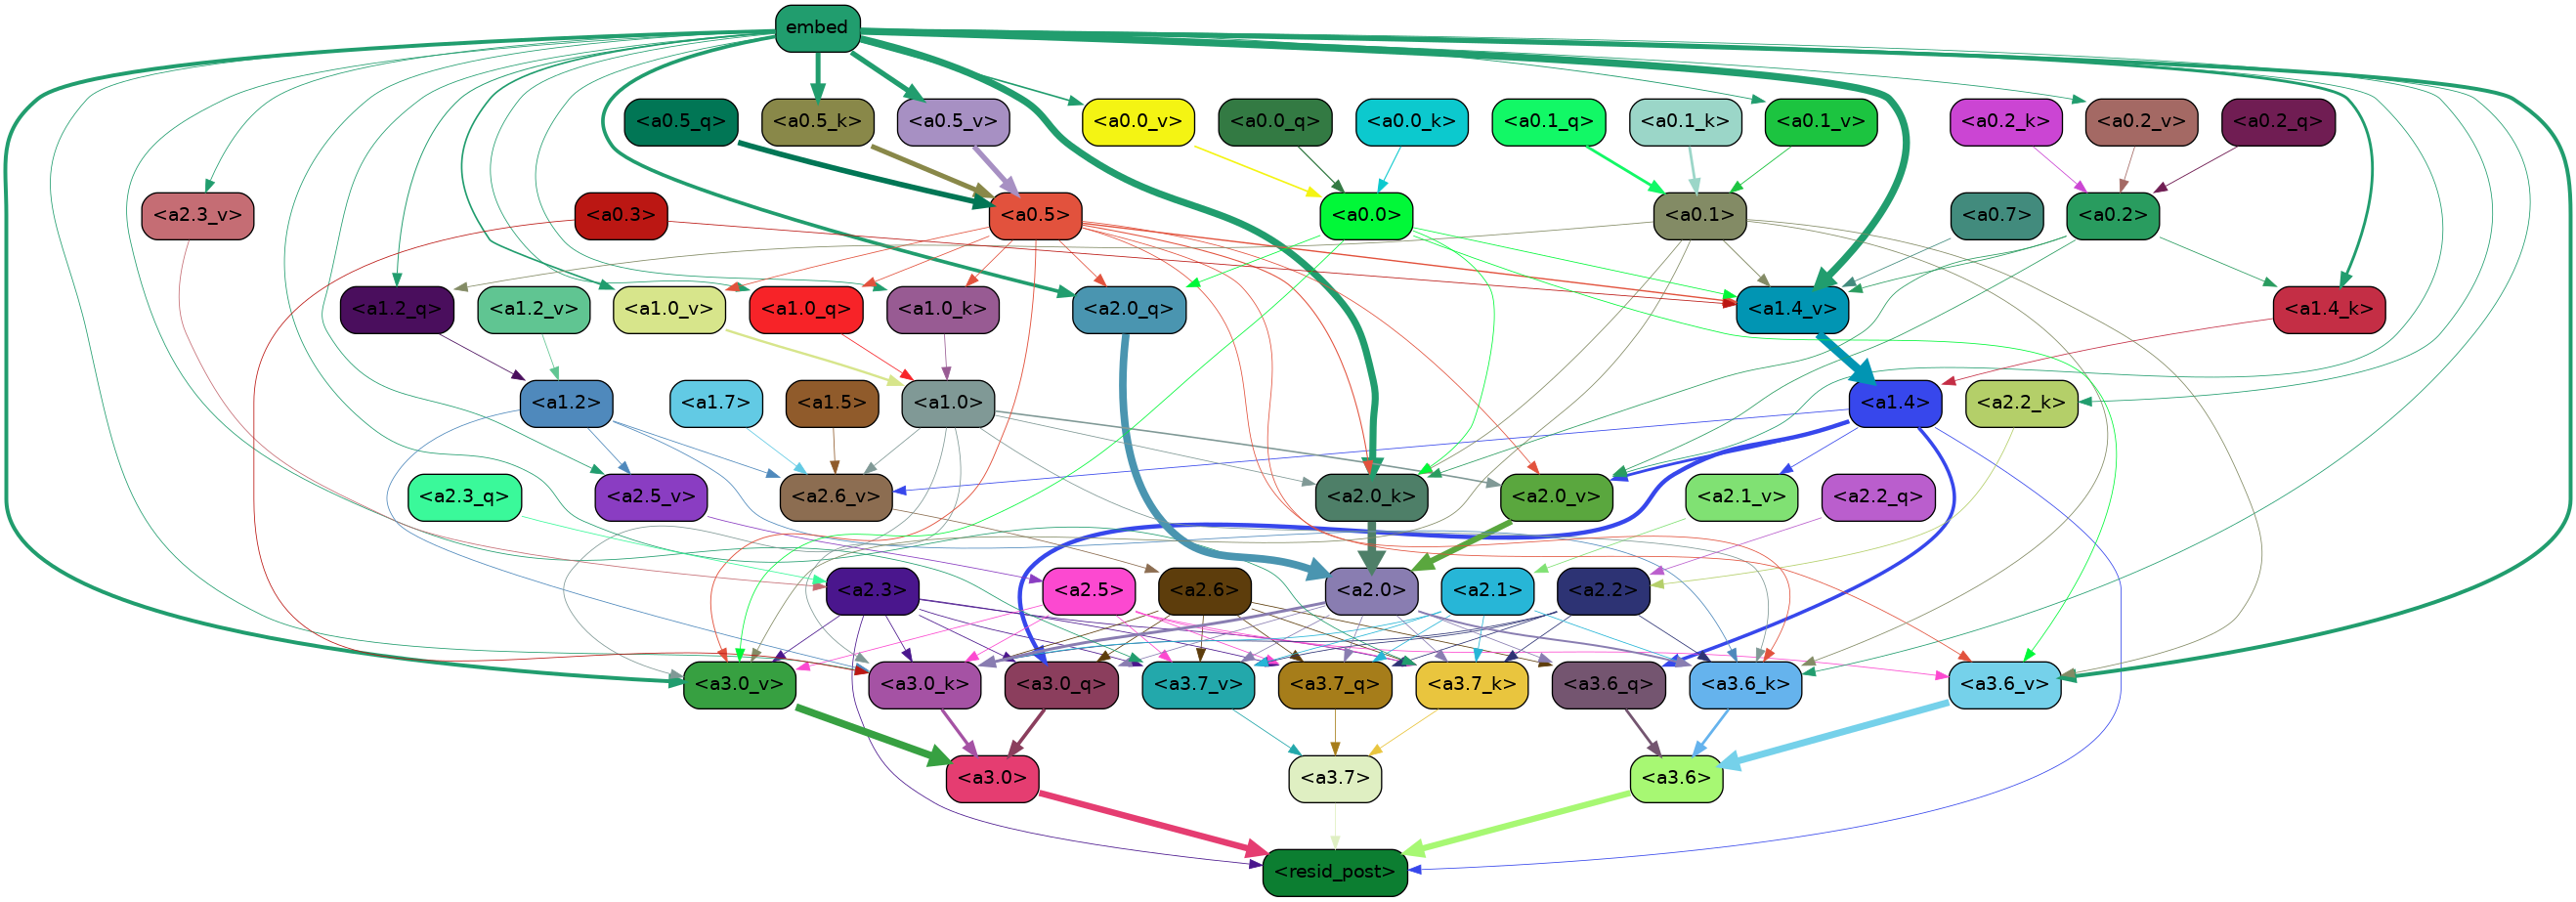 embed
<a0.5_q> <a0.5_k> <a0.5_v> <a0.0_v> <a0.0_q> <a0.0_k> <a0.1_q> <a0.1_k> <a0.1_v> <a0.2_k> <a0.2_v> <a0.2_q>
<a2.3_v> <a0.3> <a0.5> <a0.0> <a0.1> <a0.7> <a0.2>
<a1.2_q> <a1.2_v> <a1.0_v> <a1.0_q> <a1.0_k> <a2.0_q> <a1.4_v> <a1.4_k>
<a1.2> <a1.7> <a1.5> <a1.0> <a1.4> <a2.2_k>
<a2.3_q> <a2.5_v> <a2.6_v> <a2.0_k> <a2.0_v> <a2.1_v> <a2.2_q>
<a2.3> <a2.5> <a2.6> <a2.0> <a2.1> <a2.2>
<a3.0_v> <a3.0_k> <a3.0_q> <a3.7_v> <a3.7_q> <a3.7_k> <a3.6_q> <a3.6_k> <a3.6_v>
<a3.0> <a3.7> <a3.6>
<resid_post>